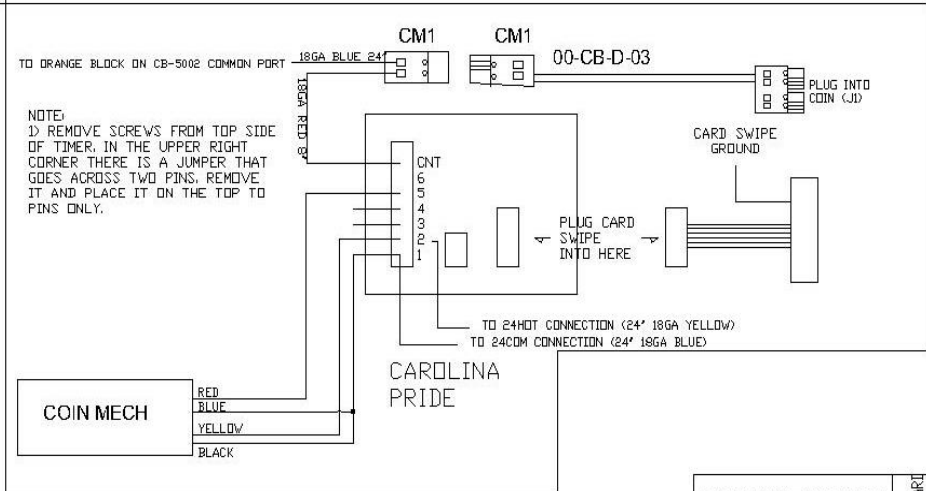 CM1
CM1
TO ORANGE BLOCK ON CB-5002 COMMON PORT
18GA BLUE 24"
00-CB-D-03
PLUG INTO
COIN (J1)
18GA RED 8"
NOTE:
1) REMOVE SCREWS FROM TOP SIDE
OF TIMER. IN THE UPPER RIGHT
CORNER THERE IS A JUMPER THAT
GOES ACROSS TWO PINS. REMOVE
IT AND PLACE IT ON THE TOP TO
PINS ONLY.
CARD SWIPE
GROUND
CNT
6
5
4
3
2
1
PLUG CARD
SWIPE
INTO HERE
TO 24HOT CONNECTION (24" 18GA YELLOW)
TO 24COM CONNECTION (24" 18GA BLUE)
CAROLINA
PRIDE
COIN MECH
RED
BLUE
YELLOW
BLACK